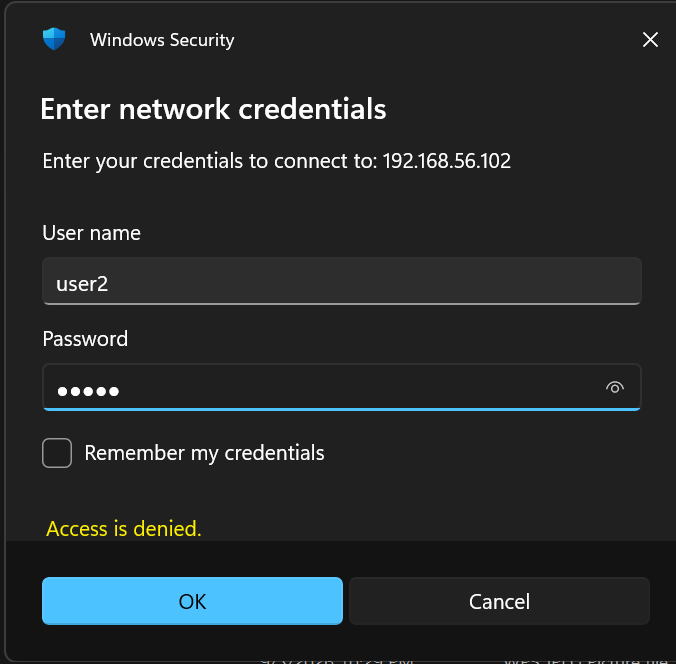 Windows Security
Enter network credentials
Enter your credentials to connect to: 192.168.56.102
User name
user2
Password
Remember my credentials
Access is denied.
OK
Cancel